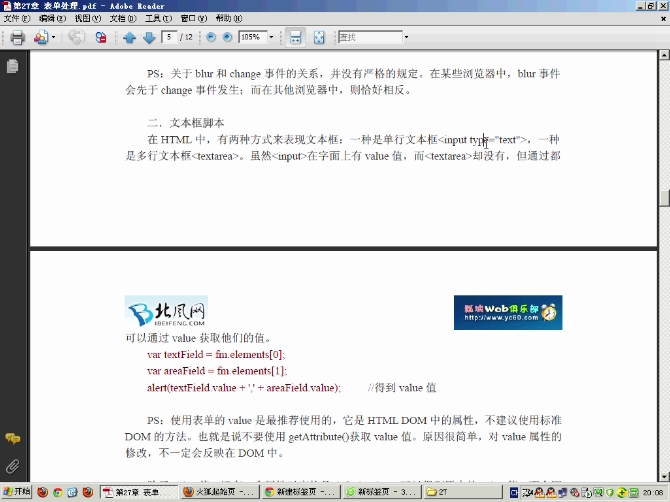 第27章 表单处理.pdf - Adobe Reader
文件(F) 编辑(E) 视图(V) 文档(D) 工具(T) 窗口(W) 帮助(H)
5 / 12 105% 查找
PS：关于 blur 和 change 事件的关系，并没有严格的规定。在某些浏览器中，blur 事件
会先于 change 事件发生；而在其他浏览器中，则恰好相反。
二．文本框脚本
在 HTML 中，有两种方式来表现文本框：一种是单行文本框<input type="text">，一种
是多行文本框<textarea>。虽然<input>在字面上有 value 值，而<textarea>却没有，但通过都
北风网
IBEIFENG.COM
瓢城Web俱乐部
http://www.yc60.com
可以通过 value 获取他们的值。
var textField = fm.elements[0];
var areaField = fm.elements[1];
alert(textField.value + ',' + areaField.value); //得到 value 值
PS：使用表单的 value 是最推荐使用的，它是 HTML DOM 中的属性，不建议使用标准
DOM 的方法。也就是说不要使用 getAttribute()获取 value 值。原因很简单，对 value 属性的
修改，不一定会反映在 DOM 中。
开始 第27章 表单... 火狐起始页 - ... 新建标签页 - ... 新标签页 - 3... 27 20:08